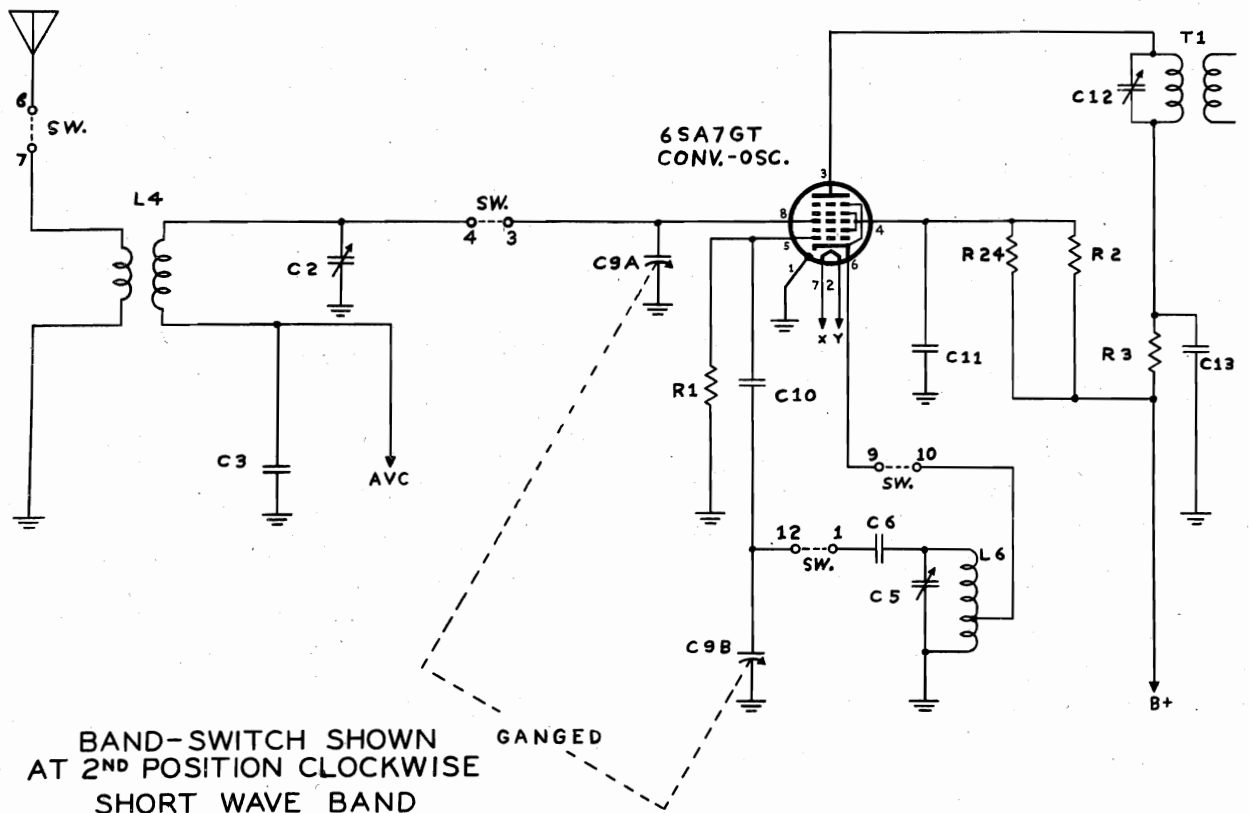 T1
C12
6
SW.
7
6SA7GT
CONV.-OSC.
3
L4
SW.
4 3
8
4
5
1
7 2
6
C2
C9A
R24
R2
X Y
C11
R3
C13
R1
C10
C3
AVC
9 10
SW.
12 1
SW.
C6
L6
C5
C9B
B+
GANGED
BAND-SWITCH SHOWN
AT 2ND POSITION CLOCKWISE
SHORT WAVE BAND